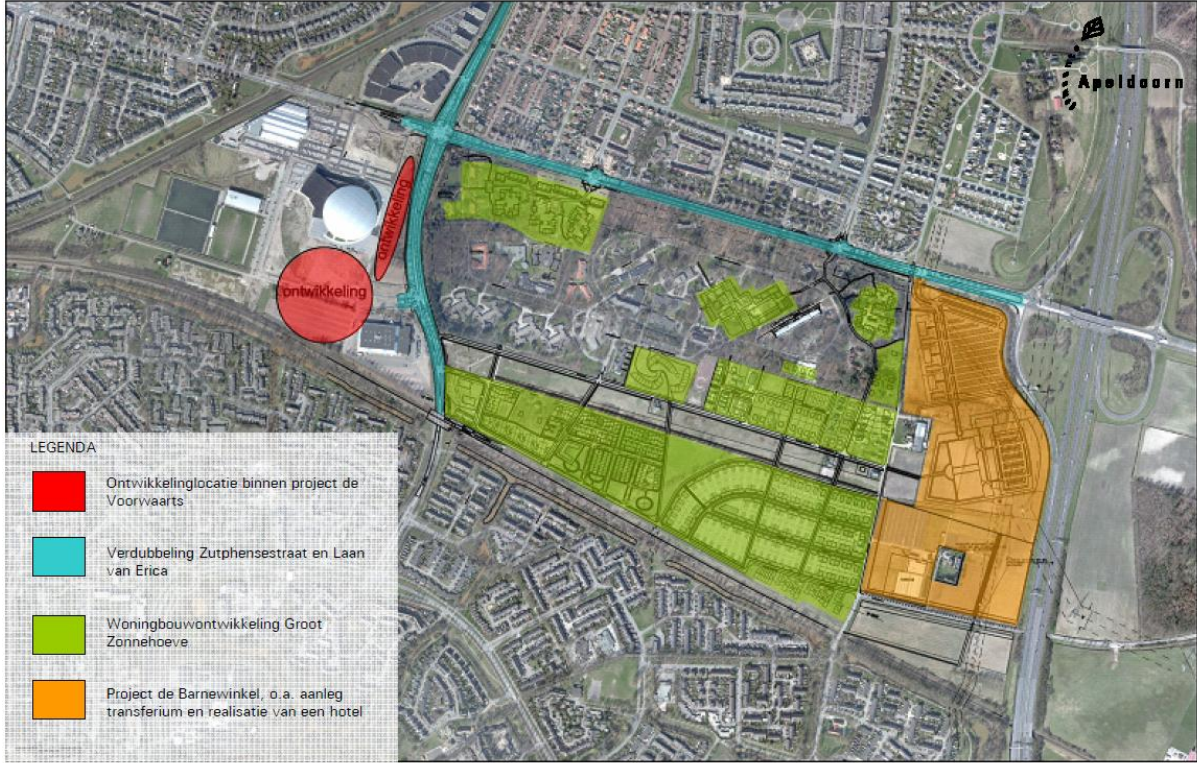 Apeldoorn
ontwikkeling
ontwikkeling
LEGENDA
Ontwikkelinglocatie binnen project de
Voorwaarts
Verdubbeling Zutphensestraat en Laan
van Erica
Woningbouwontwikkeling Groot
Zonnehoeve
Project de Barnewinkel, o.a. aanleg
transferium en realisatie van een hotel